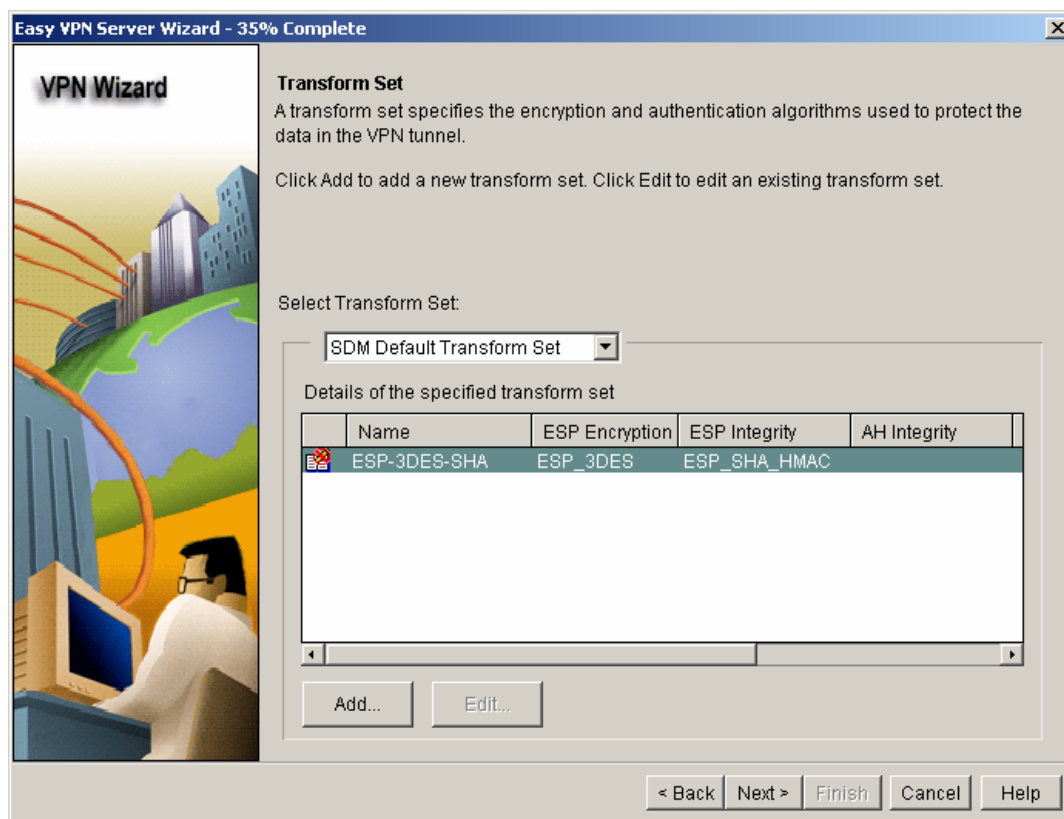 Easy VPN Server Wizard - 35% Complete
VPN Wizard
Transform Set
A transform set specifies the encryption and authentication algorithms used to protect the
data in the VPN tunnel.
Click Add to add a new transform set. Click Edit to edit an existing transform set.
Select Transform Set:
SDM Default Transform Set
Details of the specified transform set
Name ESP Encryption ESP Integrity AH Integrity
ESP-3DES-SHA ESP_3DES ESP_SHA_HMAC
Add... Edit...
< Back Next > Finish Cancel Help